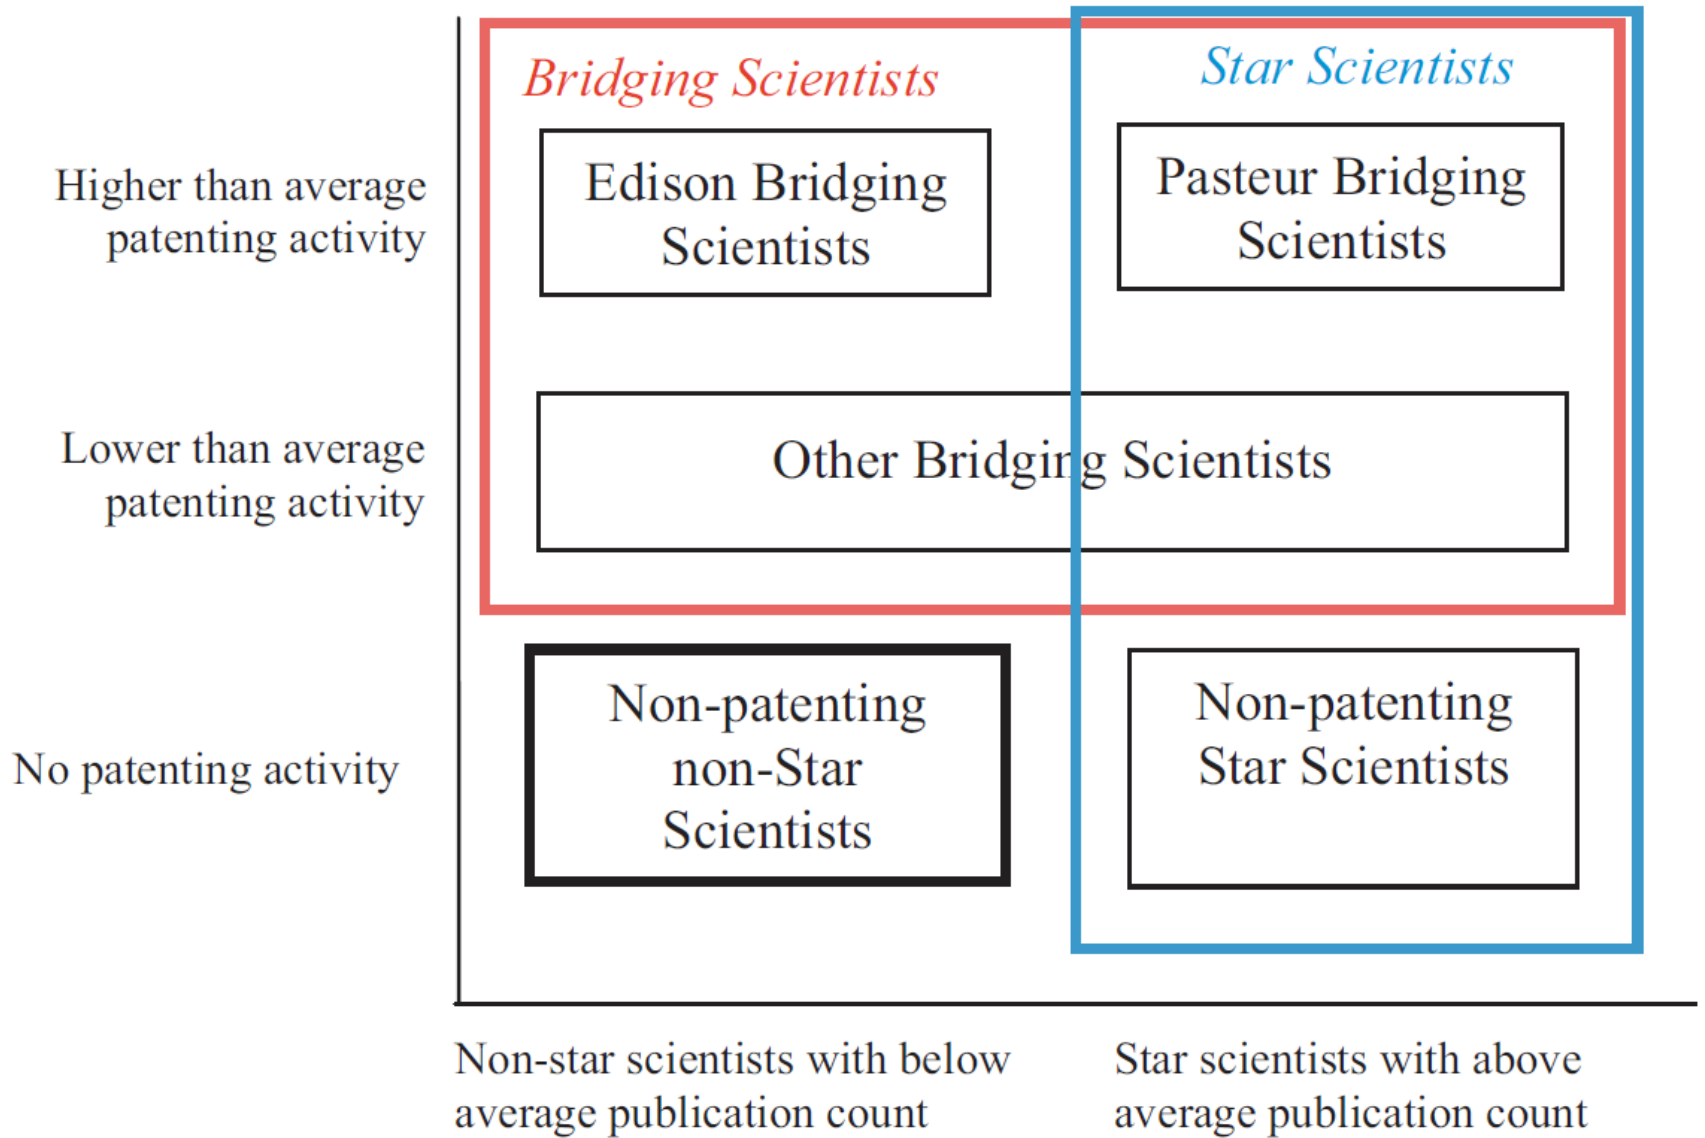 Bridging Scientists
Star Scientists
Higher than average
patenting activity
Edison Bridging
Scientists
Pasteur Bridging
Scientists
Lower than average
patenting activity
Other Bridging Scientists
No patenting activity
Non-patenting
non-Star
Scientists
Non-patenting
Star Scientists
Non-star scientists with below
average publication count
Star scientists with above
average publication count